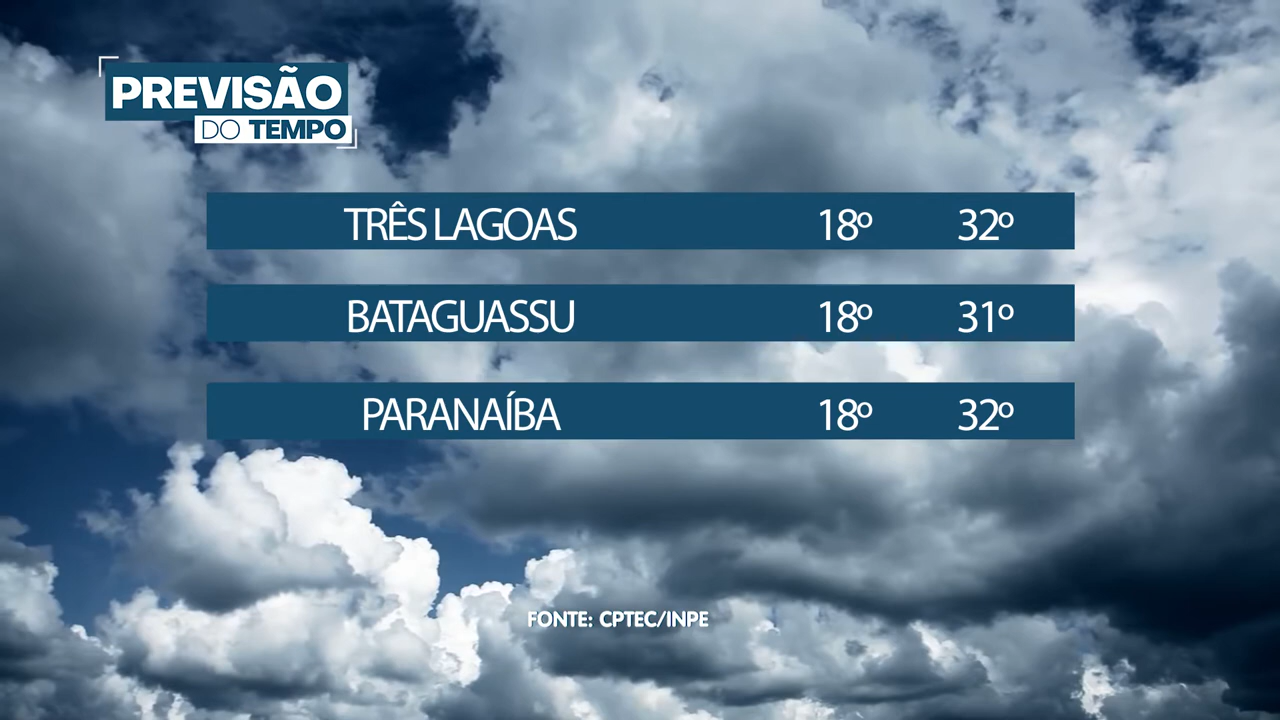 PREVISÃO
DO TEMPO
TRÊS LAGOAS 18º 32º
BATAGUASSU 18º 31º
PARANAÍBA 18º 32º
FONTE: CPTEC/INPE